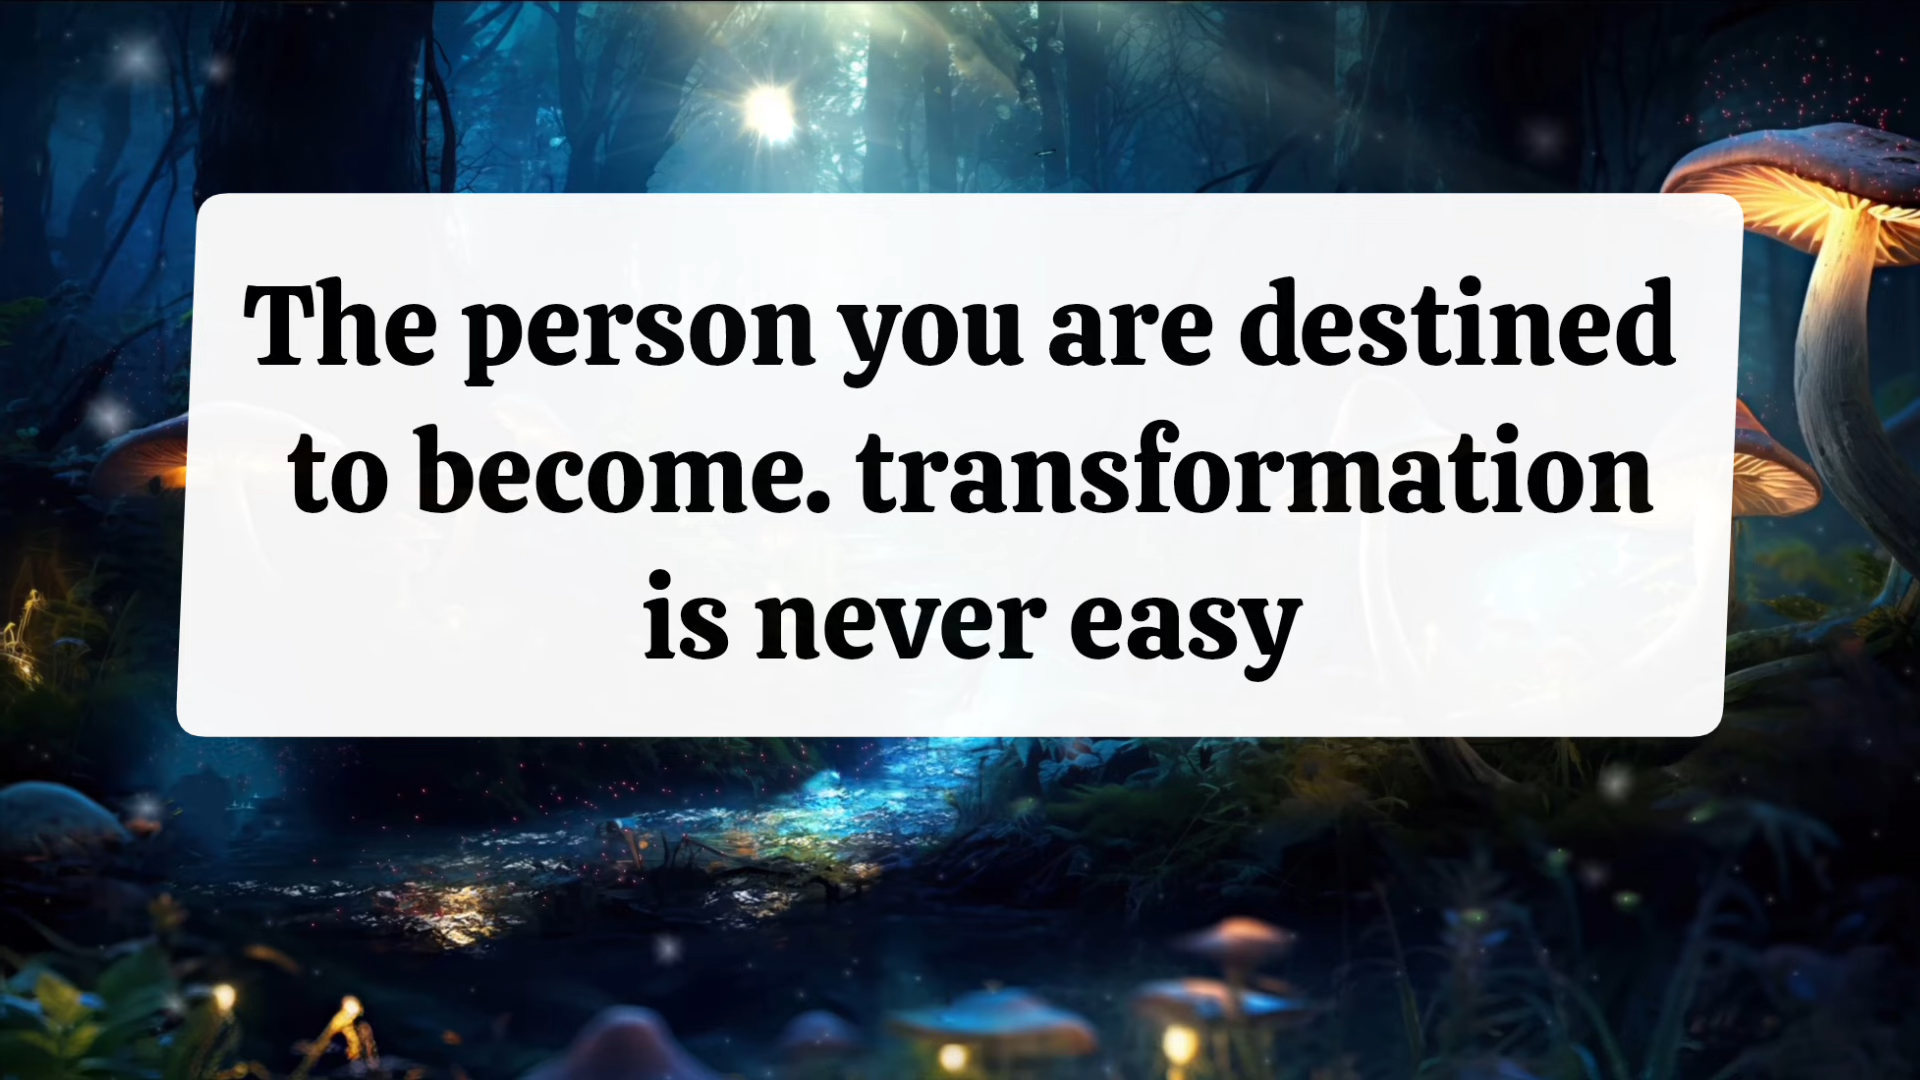 The person you are destined
to become. transformation
is never easy